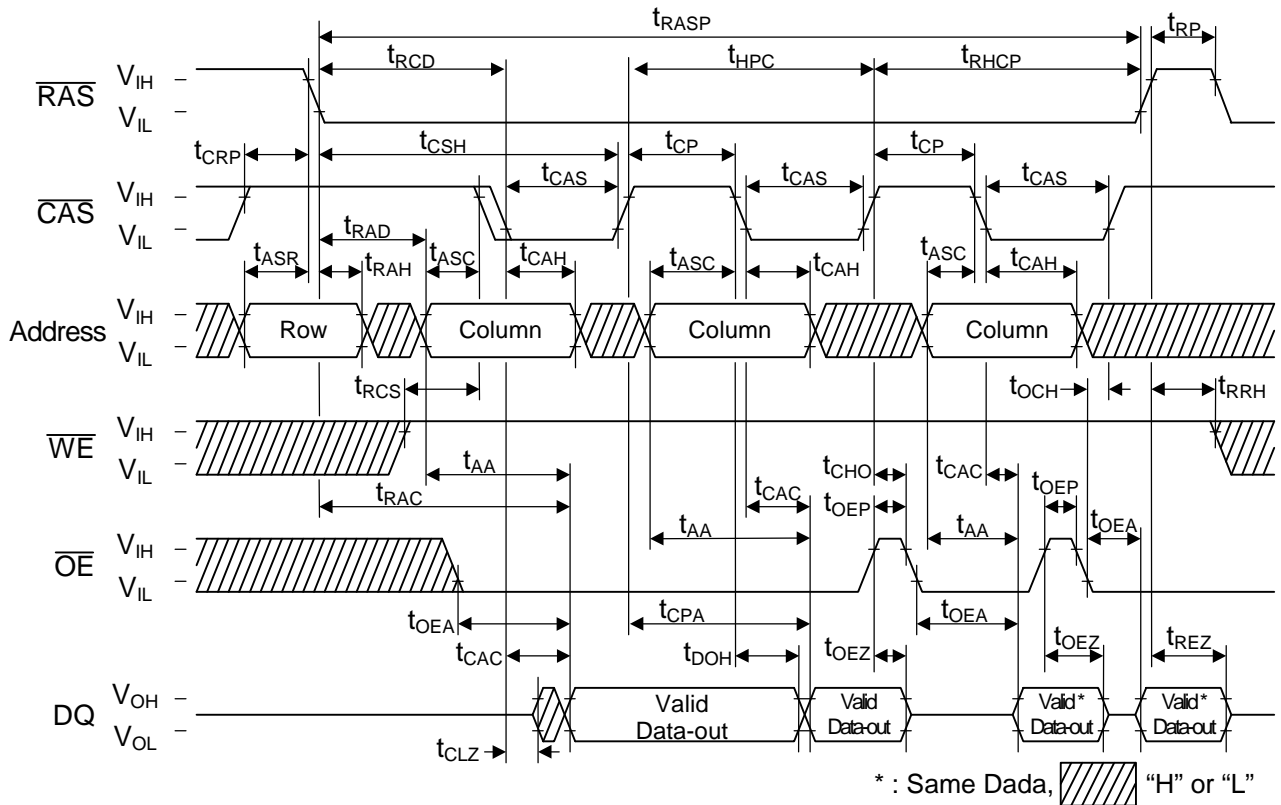 tRASP tRP
tRCD tHPC tRHCP
RAS VIH
VIL
tCRP tCSH tCP tCP
tCAS tCAS tCAS
CAS VIH
VIL
tRAD
tASR tRAH tASC tCAH tASC tCAH tASC tCAH
Address VIH
VIL
Row Column Column Column
tRCS tOCH tRRH
WE VIH
VIL
tAA tCHO tCAC
tRAC tCAC tOEP tOEP
tAA tAA tOEA
OE VIH
VIL
tOEA tCPA tOEA
tCAC tDOH tOEZ tOEZ tREZ
DQ VOH
VOL
Valid Valid Valid* Valid*
Data-out Data-out Data-out Data-out
tCLZ
* : Same Dada, “H” or “L”